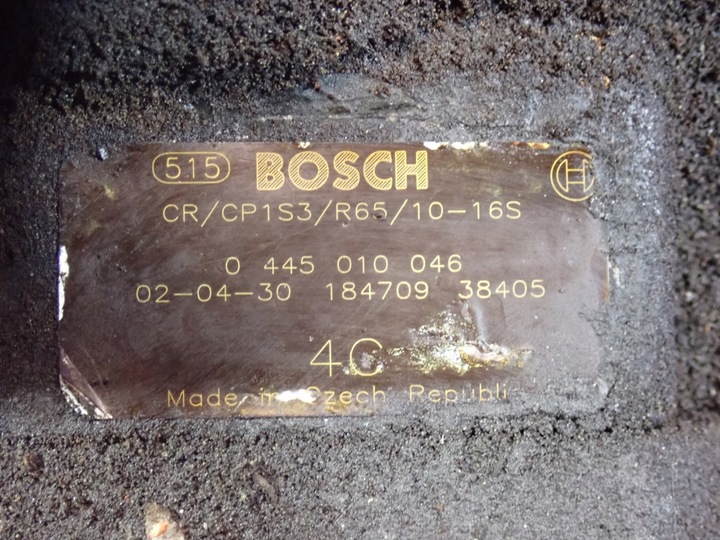 515 BOSCH
CR/CP1S3/R65/10-16S
0 445 010 046
02-04-30 184709 38405
4C
Made in Czech Republi